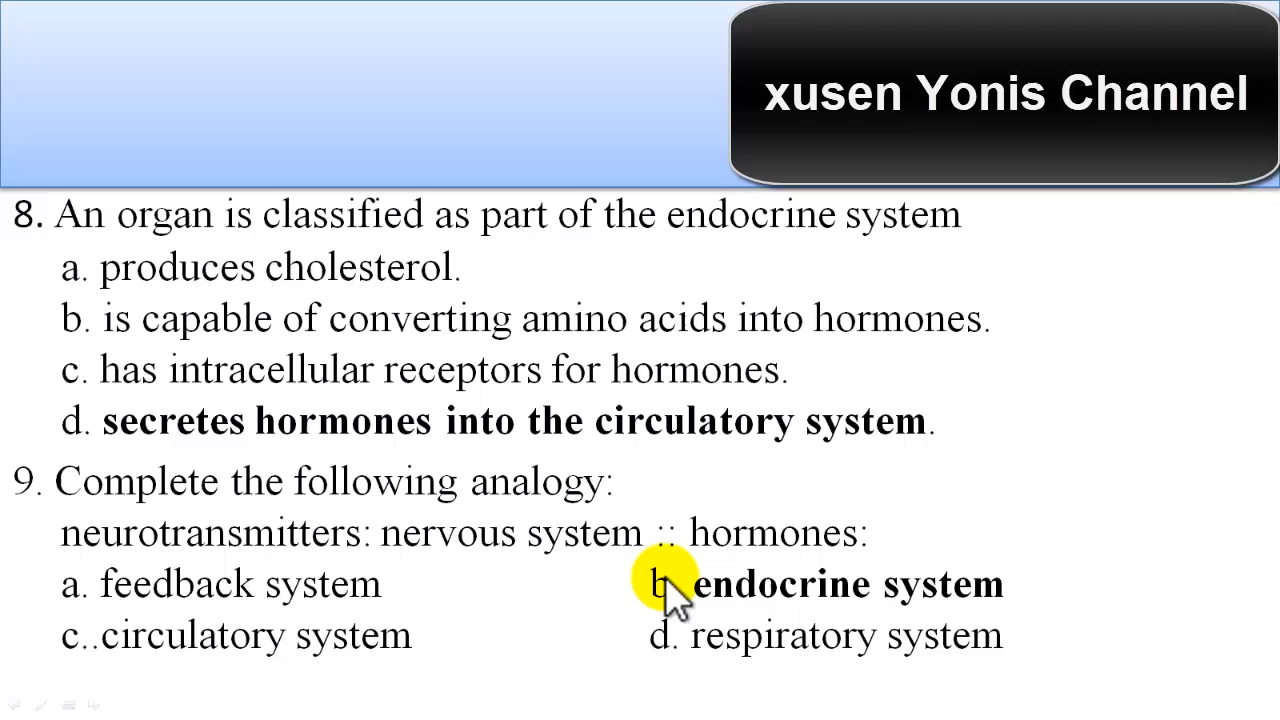 xusen Yonis Channel
8. An organ is classified as part of the endocrine system
a. produces cholesterol.
b. is capable of converting amino acids into hormones.
c. has intracellular receptors for hormones.
d. secretes hormones into the circulatory system.
9. Complete the following analogy:
neurotransmitters: nervous system :: hormones:
a. feedback system b. endocrine system
c..circulatory system d. respiratory system